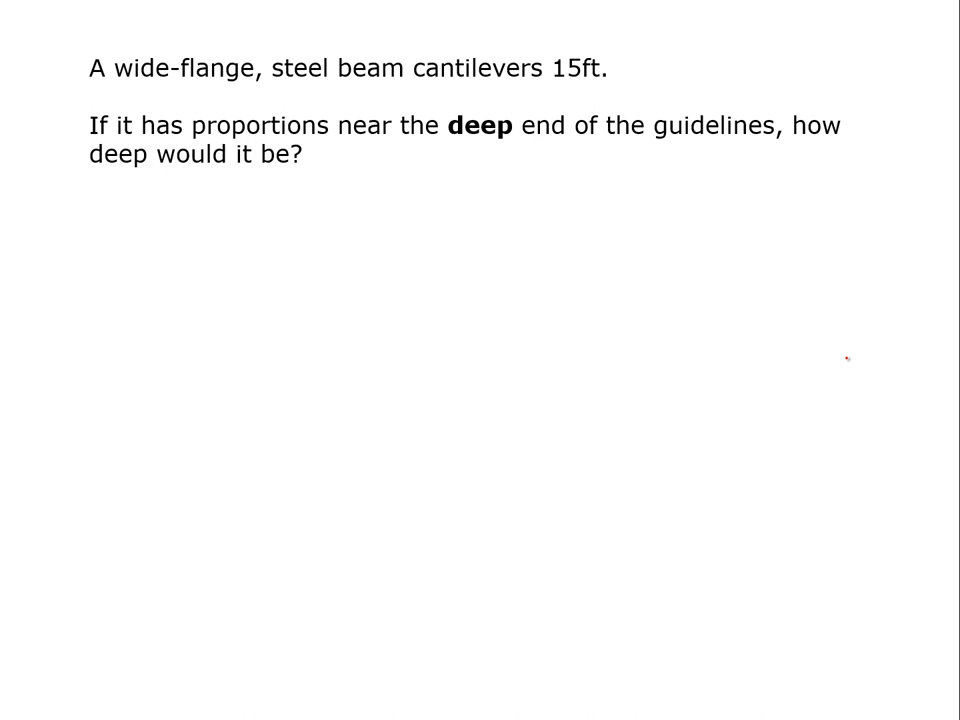 A wide-flange, steel beam cantilevers 15ft.
If it has proportions near the deep end of the guidelines, how
deep would it be?